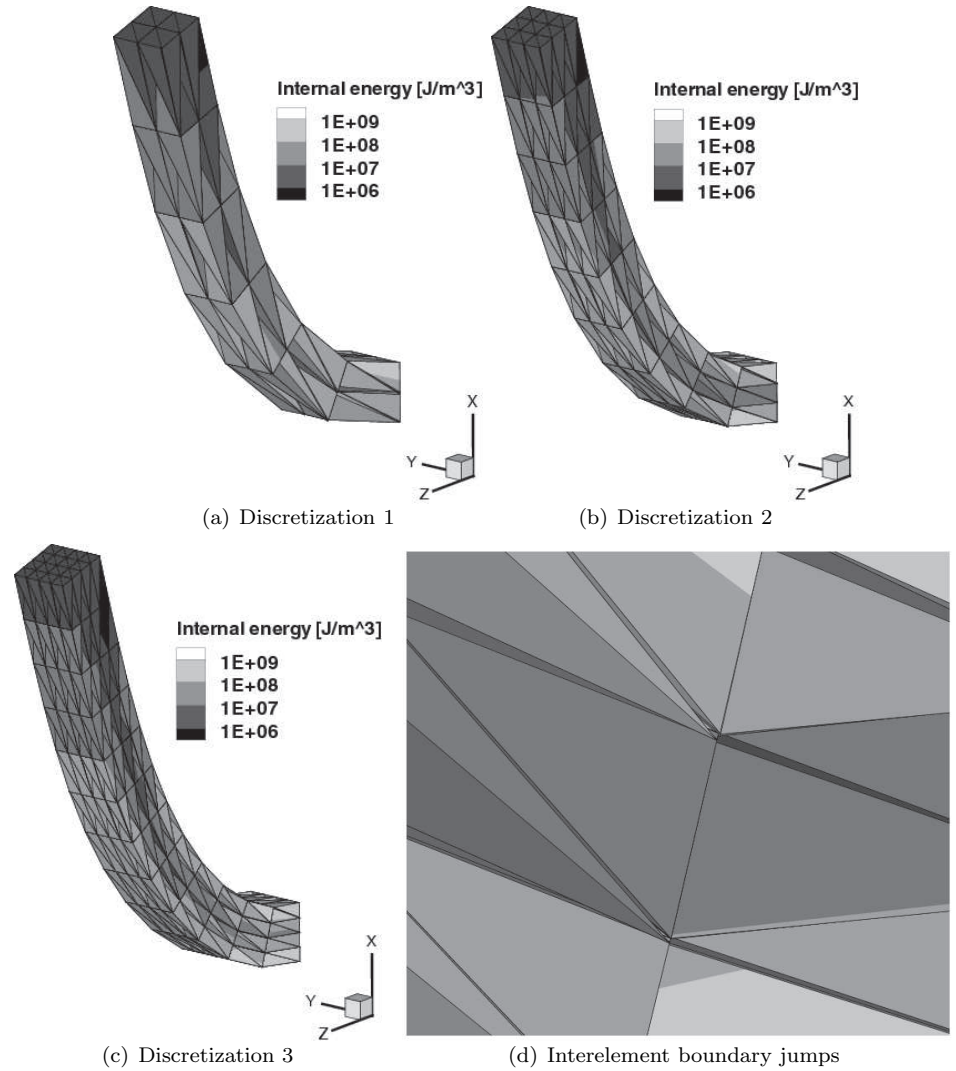 Internal energy [J/m^3]
1E+09
1E+08
1E+07
1E+06
X
Y
Z
(a) Discretization 1
Internal energy [J/m^3]
1E+09
1E+08
1E+07
1E+06
X
Y
Z
(b) Discretization 2
Internal energy [J/m^3]
1E+09
1E+08
1E+07
1E+06
X
Y
Z
(c) Discretization 3
(d) Interelement boundary jumps